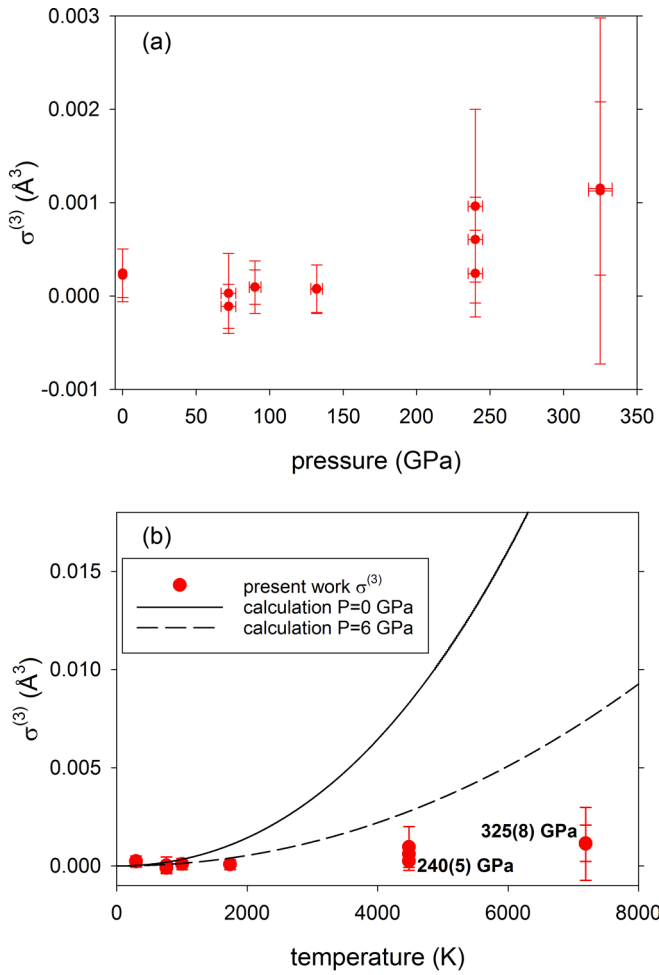 (a)
0.003
0.002
0.001
0.000
-0.001
σ(3) (Å3)
0 50 100 150 200 250 300 350
pressure (GPa)
(b)
present work σ(3)
calculation P=0 GPa
calculation P=6 GPa
0.015
0.010
0.005
0.000
σ(3) (Å3)
325(8) GPa
240(5) GPa
0 2000 4000 6000 8000
temperature (K)